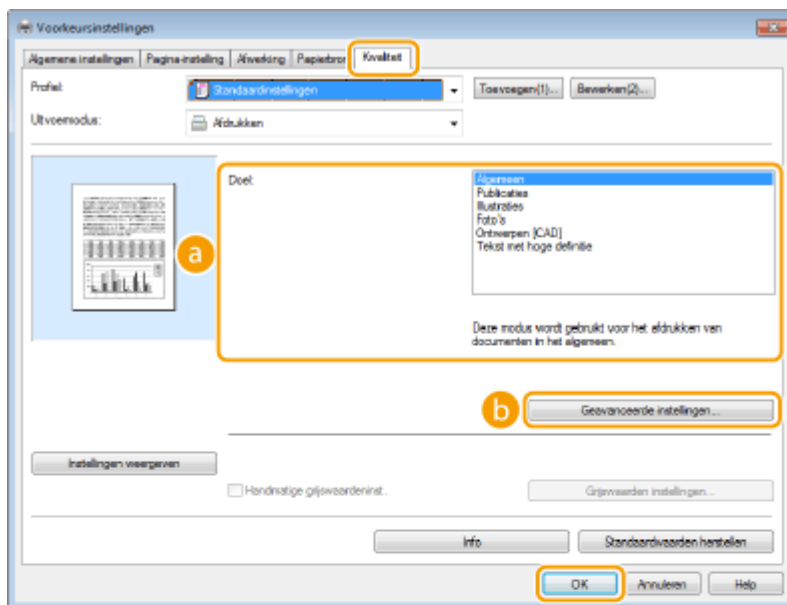 Voorkeursinstellingen
Algemene instellingen Pagina-instelling Afwerking Papierbron Kwaliteit
Profiel: Standaardinstellingen Toevoegen(1)... Bewerken(2)...
Uitvoermodus: Afdrukken
Doel: Algemeen
Publicaties
Illustraties
Foto's
Ontwerpen [CAD]
Tekst met hoge definitie
a
Deze modus wordt gebruikt voor het afdrukken van
documenten in het algemeen.
b Geavanceerde instellingen...
Instellingen weergeven
Handmatige grijswaardeninst. Grijswaarden instellingen...
Info Standaardwaarden herstellen
OK Annuleren Help